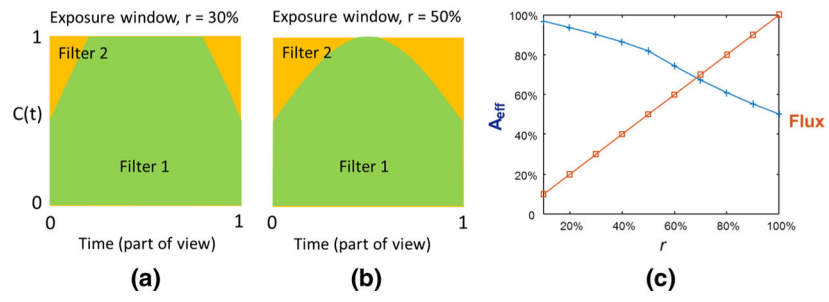 Exposure window, r = 30%
1
Filter 2
C(t)
Filter 1
0
0
1
Time (part of view)
(a)
Exposure window, r = 50%
Filter 2
Filter 1
0
1
Time (part of view)
(b)
100%
80%
60%
40%
20%
0
Aeff
Flux
20%
40%
60%
80%
100%
r
(c)